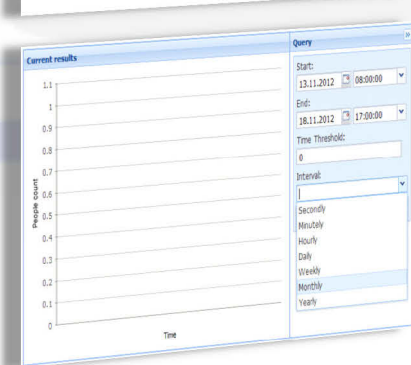 Current results
1.1
1
0.9
0.8
0.7
0.6
0.5
0.4
0.3
0.2
0.1
0
People count
Time
Query
Start:
13.11.2012 08:00:00
End:
18.11.2012 17:00:00
Time Threshold:
0
Interval:
Secondly
Minutely
Hourly
Daily
Weekly
Monthly
Yearly